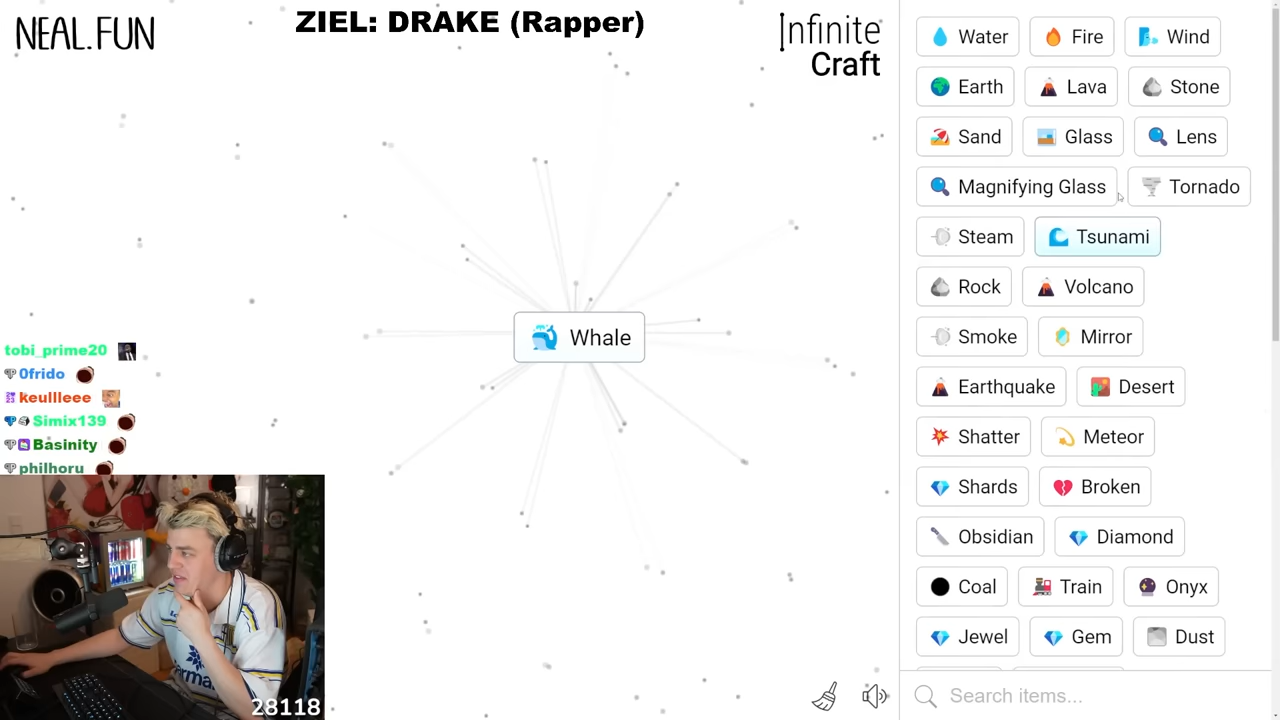 NEAL.FUN
ZIEL: DRAKE (Rapper)
Infinite
Craft
Whale
tobi_prime20
0frido
keullleee
Simix139
Basinity
philhoru
28118
Water
Fire
Wind
Earth
Lava
Stone
Sand
Glass
Lens
Magnifying Glass
Tornado
Steam
Tsunami
Rock
Volcano
Smoke
Mirror
Earthquake
Desert
Shatter
Meteor
Shards
Broken
Obsidian
Diamond
Coal
Train
Onyx
Jewel
Gem
Dust
Search items...